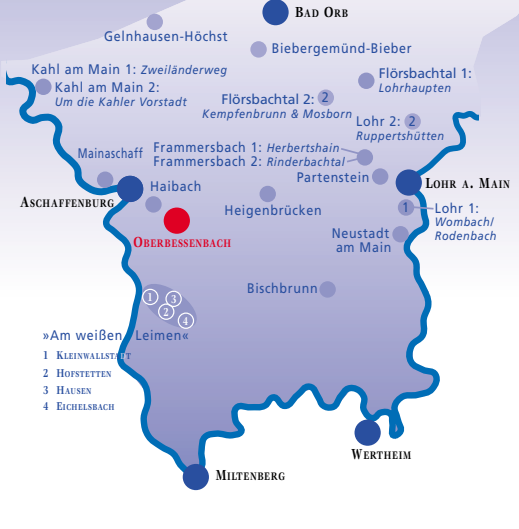 BAD ORB
Gelnhausen-Höchst
Biebergemünd-Bieber
Kahl am Main 1: Zweiländerweg
Kahl am Main 2:
Um die Kahler Vorstadt
Flörsbachtal 1:
Lohrhaupten
Flörsbachtal 2: 2
Kempfenbrunn & Mosborn
Lohr 2: 2
Ruppertshütten
Mainaschaff
Frammersbach 1: Herbertshain
Frammersbach 2: Rinderbachtal
Partenstein
LOHR A. MAIN
ASCHAFFENBURG
Haibach
Heigenbrücken
1 Lohr 1:
Wombach/
Rodenbach
OBERBESSENBACH
Neustadt
am Main
Bischbrunn
1
3
2
4
»Am weißen Leimen«
1 KLEINWALLSTADT
2 HOFSTETTEN
3 HAUSEN
4 EICHELSBACH
WERTHEIM
MILTENBERG